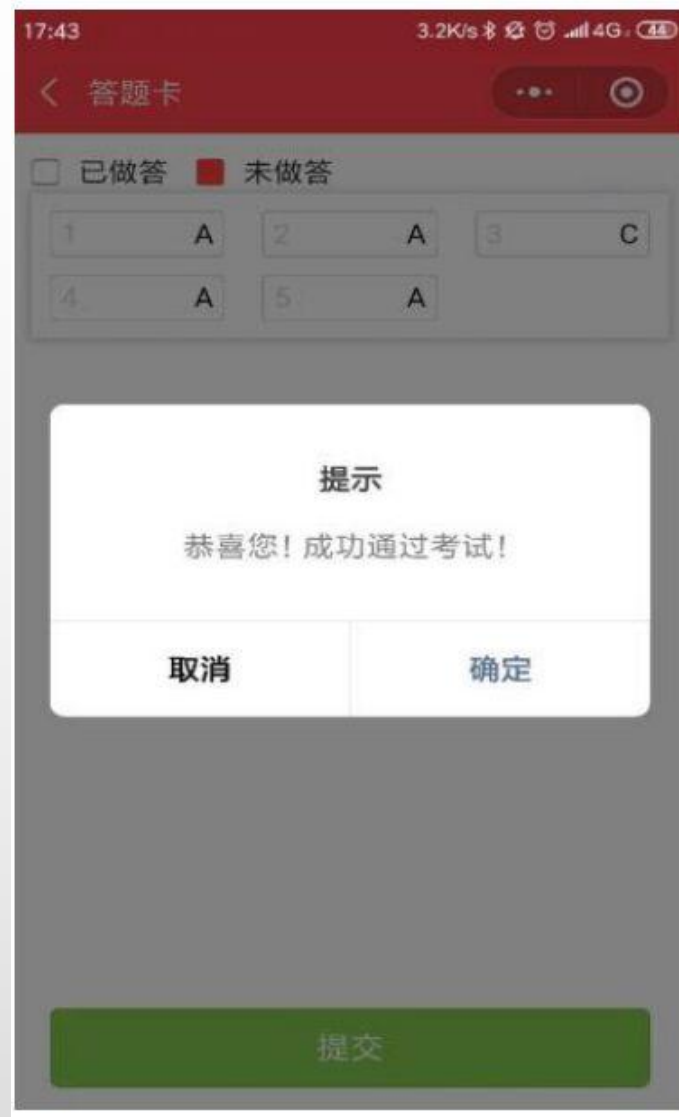 17:43 3.2K/s 4G 44
答题卡
已做答 未做答
1 A 2 A 3 C
4 A 5 A
提示
恭喜您！成功通过考试！
取消 确定
提交